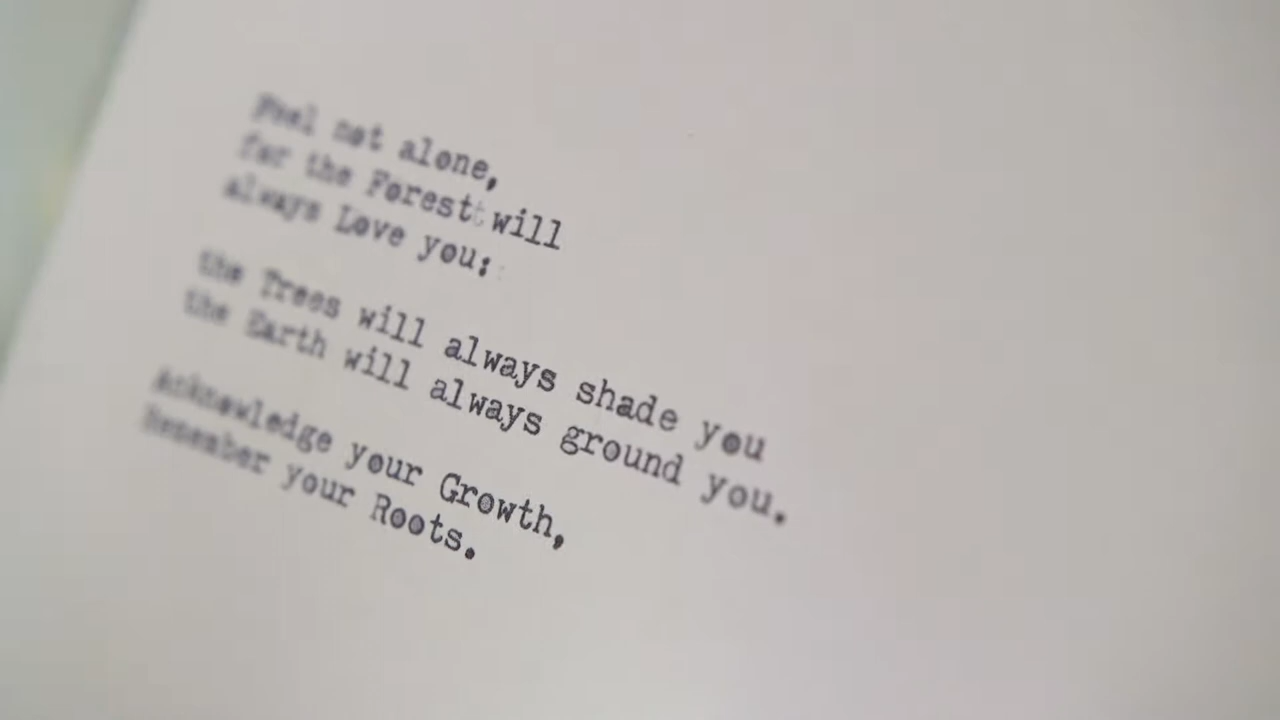 Feel not alone,
for the Forest will
always Love you:
the Trees will always shade you
the Earth will always ground you.
Acknowledge your Growth,
Remember your Roots.